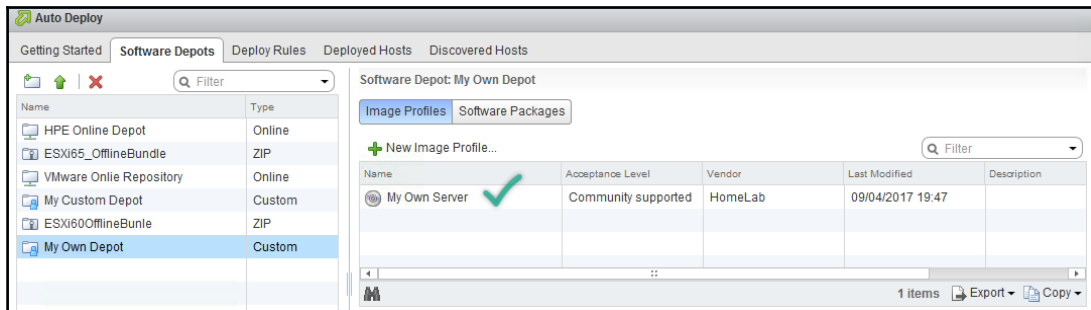 Auto Deploy
Getting Started Software Depots Deploy Rules Deployed Hosts Discovered Hosts
Filter
Name Type
HPE Online Depot Online
ESXi65_OfflineBundle ZIP
VMware Onlie Repository Online
My Custom Depot Custom
ESXi60OfflineBunle ZIP
My Own Depot Custom
Software Depot: My Own Depot
Image Profiles Software Packages
New Image Profile...
Filter
Name Acceptance Level Vendor Last Modified Description
My Own Server Community supported HomeLab 09/04/2017 19:47
1 items Export Copy